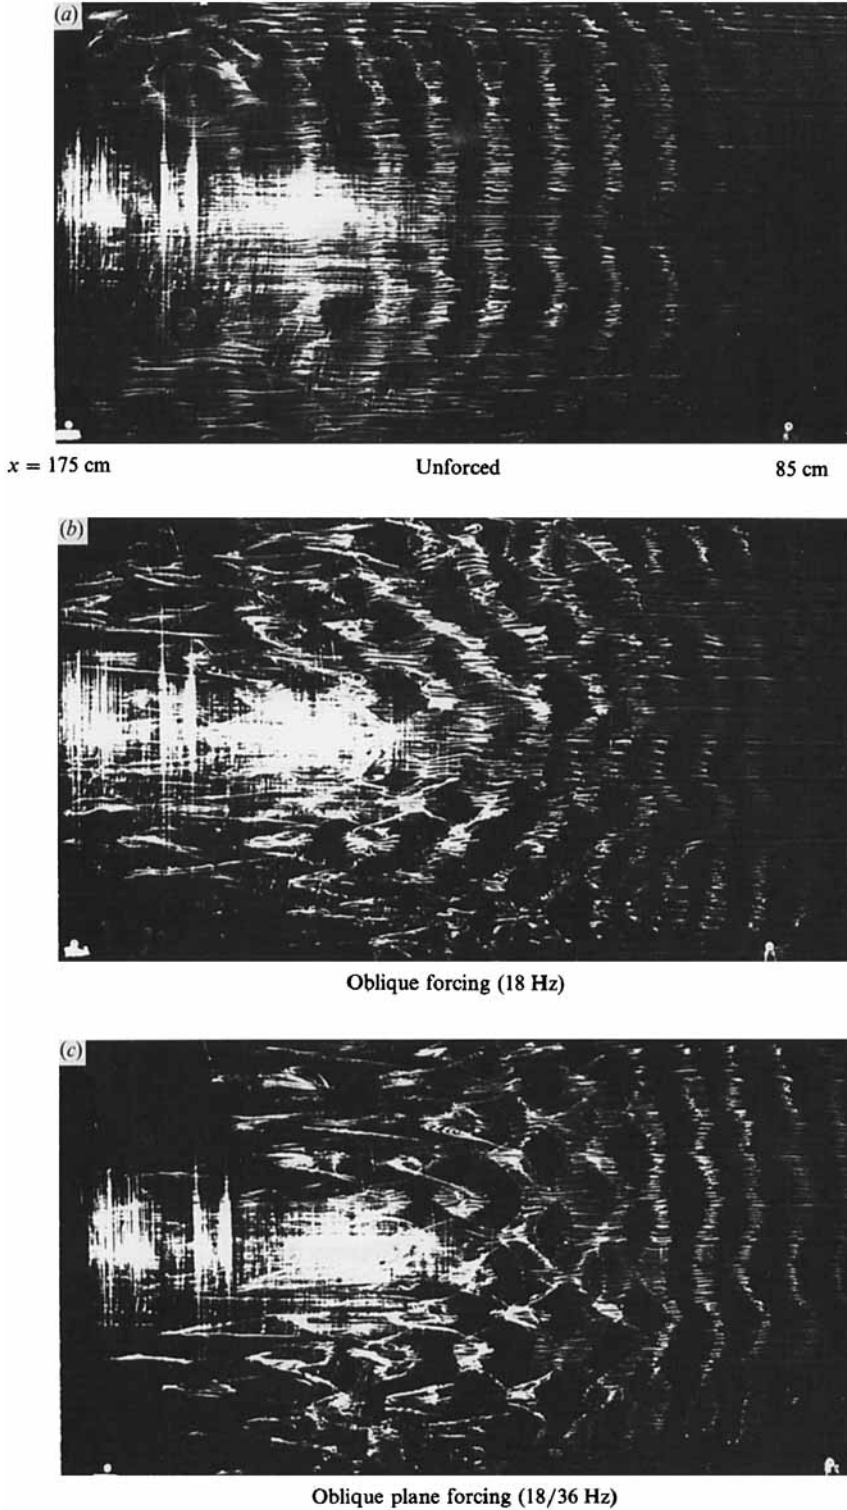 (a)
x = 175 cm Unforced 85 cm
(b)
Oblique forcing (18 Hz)
(c)
Oblique plane forcing (18/36 Hz)